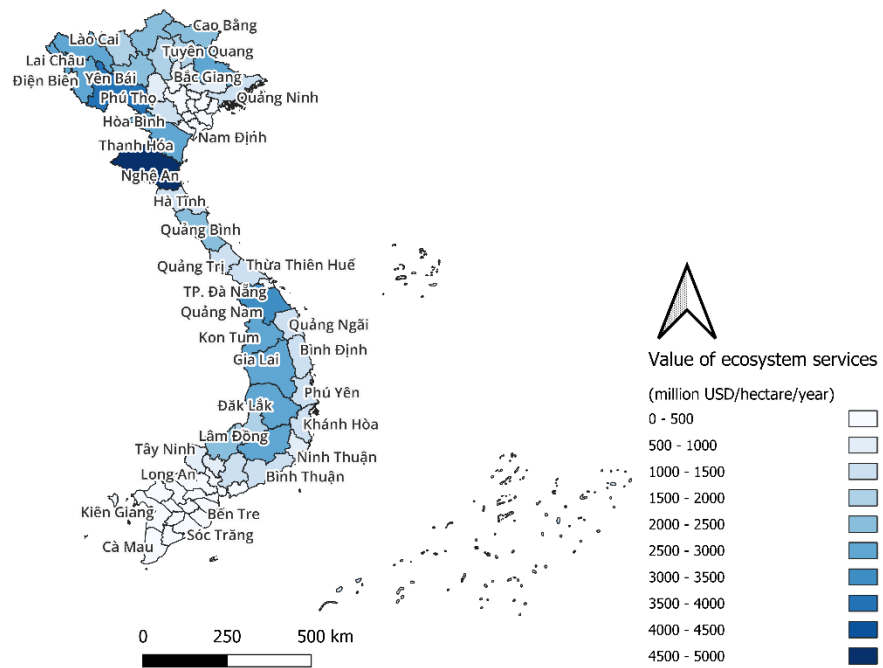 Cao Bằng
Lào Cai
Tuyên Quang
Lai Châu
Điện Biên
Yên Bái
Bắc Giang
Phú Thọ
Quảng Ninh
Hòa Bình
Nam Định
Thanh Hóa
Nghệ An
Hà Tĩnh
Quảng Bình
Quảng Trị
Thừa Thiên Huế
TP. Đà Nẵng
Quảng Nam
Quảng Ngãi
Kon Tum
Bình Định
Gia Lai
Phú Yên
Đăk Lắk
Khánh Hòa
Lâm Đồng
Tây Ninh
Ninh Thuận
Long An
Bình Thuận
Kiên Giang
Bến Tre
Sóc Trăng
Cà Mau
0 250 500 km
Value of ecosystem services
(million USD/hectare/year)
0 - 500
500 - 1000
1000 - 1500
1500 - 2000
2000 - 2500
2500 - 3000
3000 - 3500
3500 - 4000
4000 - 4500
4500 - 5000